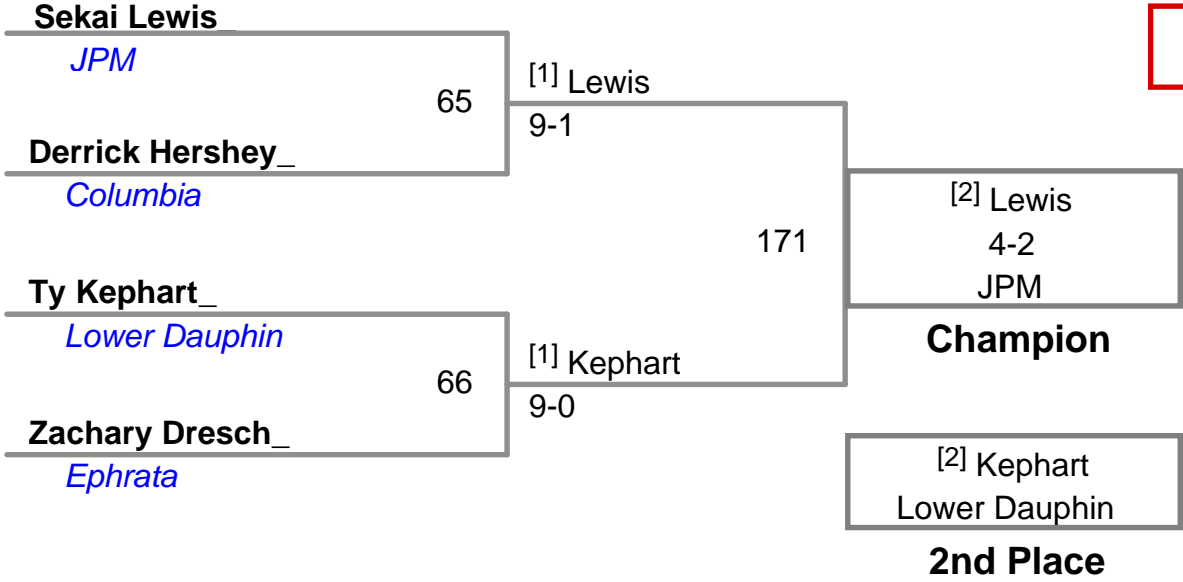 Sekai Lewis_
JPM
65
[1] Lewis
9-1
Derrick Hershey_
Columbia
171
[2] Lewis
4-2
JPM
Champion
Ty Kephart_
Lower Dauphin
66
[1] Kephart
9-0
Zachary Dresch_
Ephrata
[2] Kephart
Lower Dauphin
2nd Place